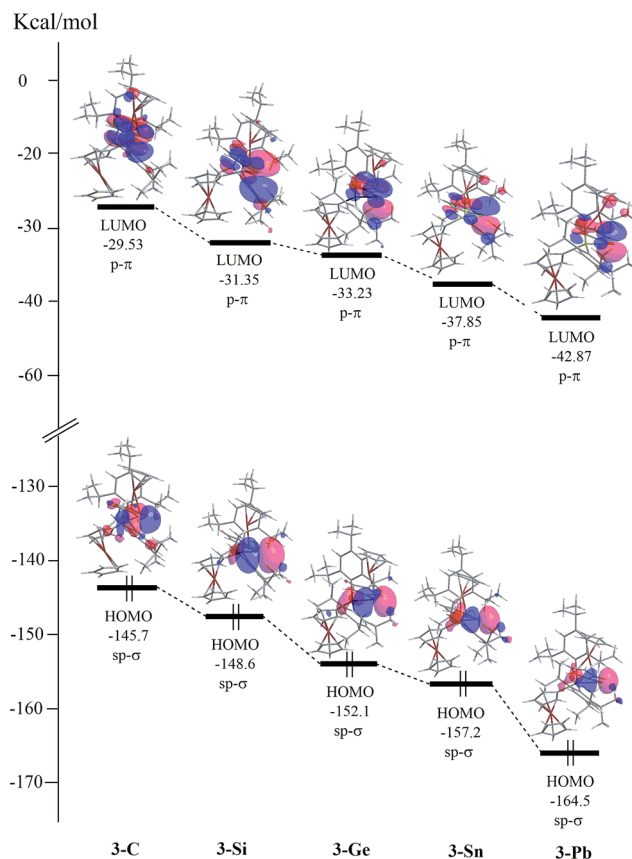 Kcal/mol
0
-20
-30
-40
-60
LUMO
-29.53
p-π
LUMO
-31.35
p-π
LUMO
-33.23
p-π
LUMO
-37.85
p-π
LUMO
-42.87
p-π
-130
-140
-150
-160
-170
HOMO
-145.7
sp-σ
HOMO
-148.6
sp-σ
HOMO
-152.1
sp-σ
HOMO
-157.2
sp-σ
HOMO
-164.5
sp-σ
3-C 3-Si 3-Ge 3-Sn 3-Pb